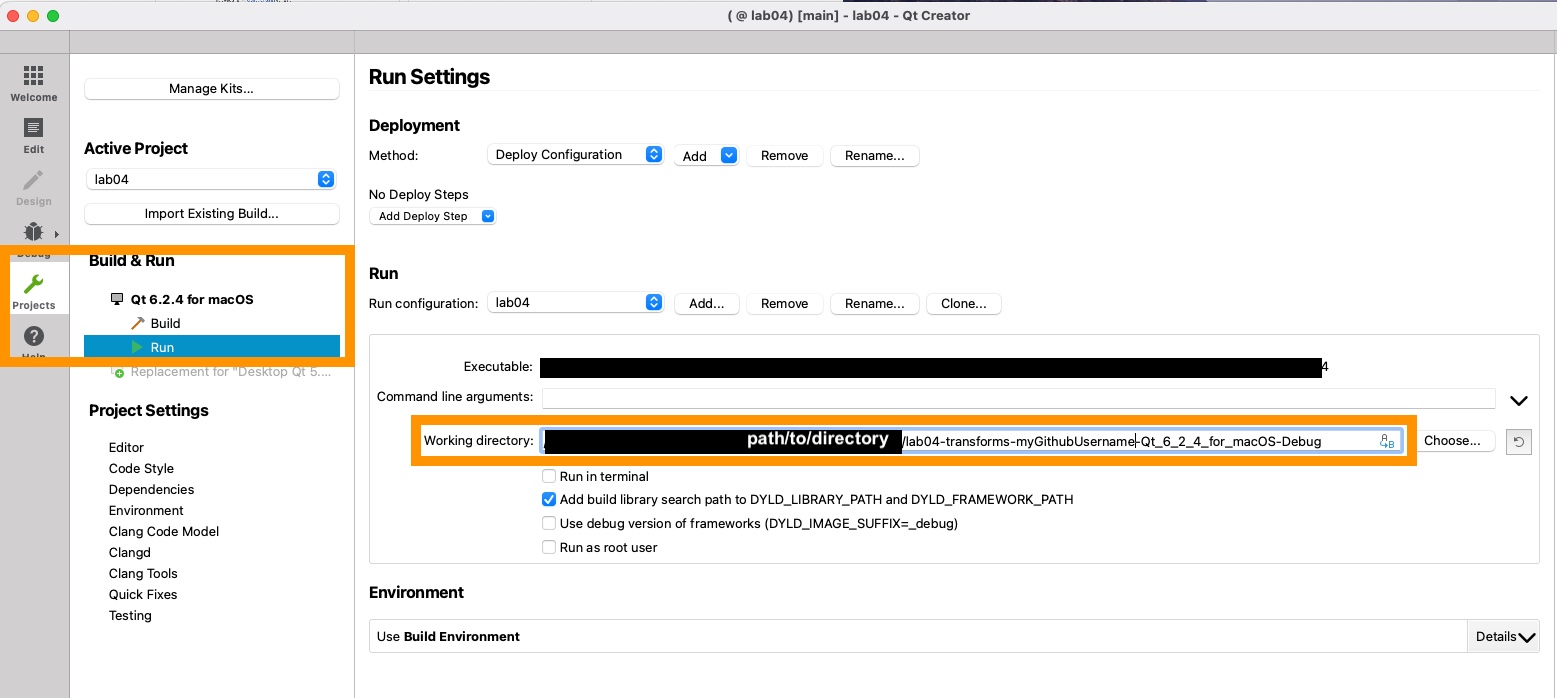 ( @ lab04) [main] - lab04 - Qt Creator
Welcome
Edit
Design
Debug
Projects
Help
Manage Kits...
Active Project
lab04
Import Existing Build...
Build & Run
Qt 6.2.4 for macOS
Build
Run
Replacement for "Desktop Qt 5....
Project Settings
Editor
Code Style
Dependencies
Environment
Clang Code Model
Clangd
Clang Tools
Quick Fixes
Testing
Run Settings
Deployment
Method: Deploy Configuration Add Remove Rename...
No Deploy Steps
Add Deploy Step
Run
Run configuration: lab04 Add... Remove Rename... Clone...
Executable: 4
Command line arguments:
Working directory: path/to/directory /lab04-transforms-myGithubUsername-Qt_6_2_4_for_macOS-Debug Choose...
Run in terminal
Add build library search path to DYLD_LIBRARY_PATH and DYLD_FRAMEWORK_PATH
Use debug version of frameworks (DYLD_IMAGE_SUFFIX=_debug)
Run as root user
Environment
Use Build Environment Details